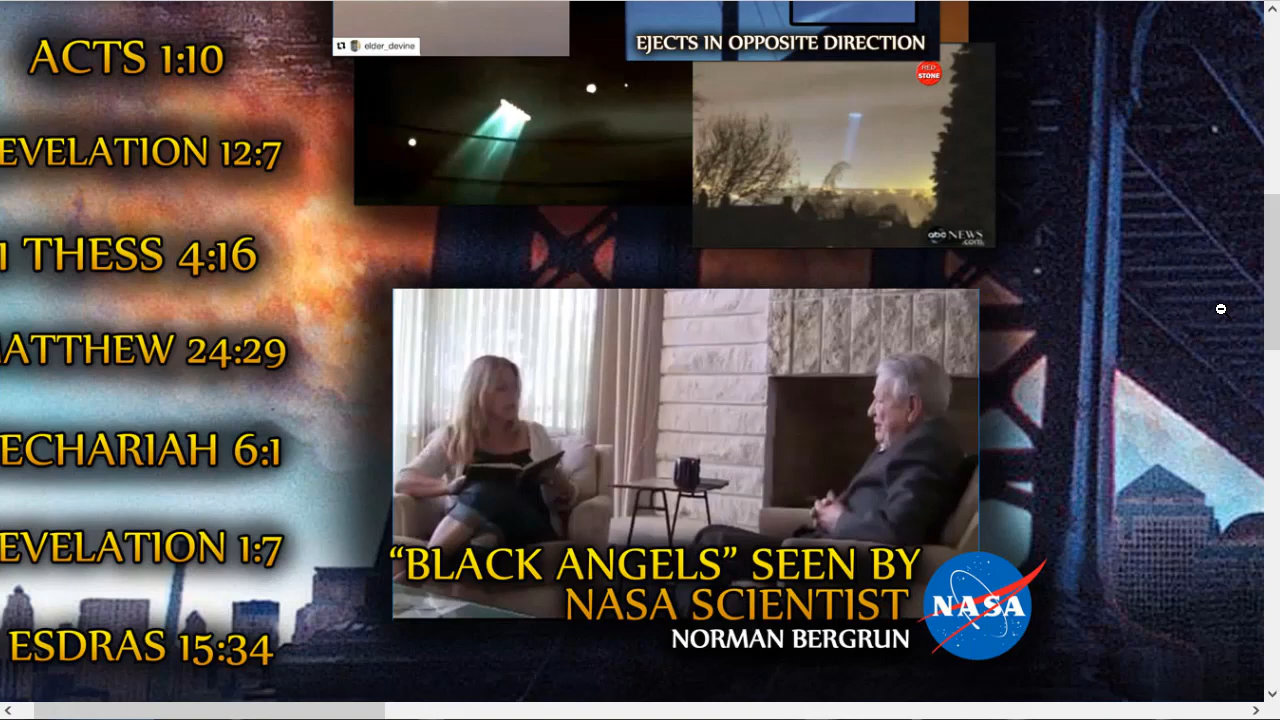 ACTS 1:10
EVELATION 12:7
1 THESS 4:16
MATTHEW 24:29
ECHARIAH 6:1
EVELATION 1:7
ESDRAS 15:34
elder_devine
EJECTS IN OPPOSITE DIRECTION
RED
STONE
abc NEWS
.com
“BLACK ANGELS” SEEN BY
NASA SCIENTIST
NORMAN BERGRUN
NASA